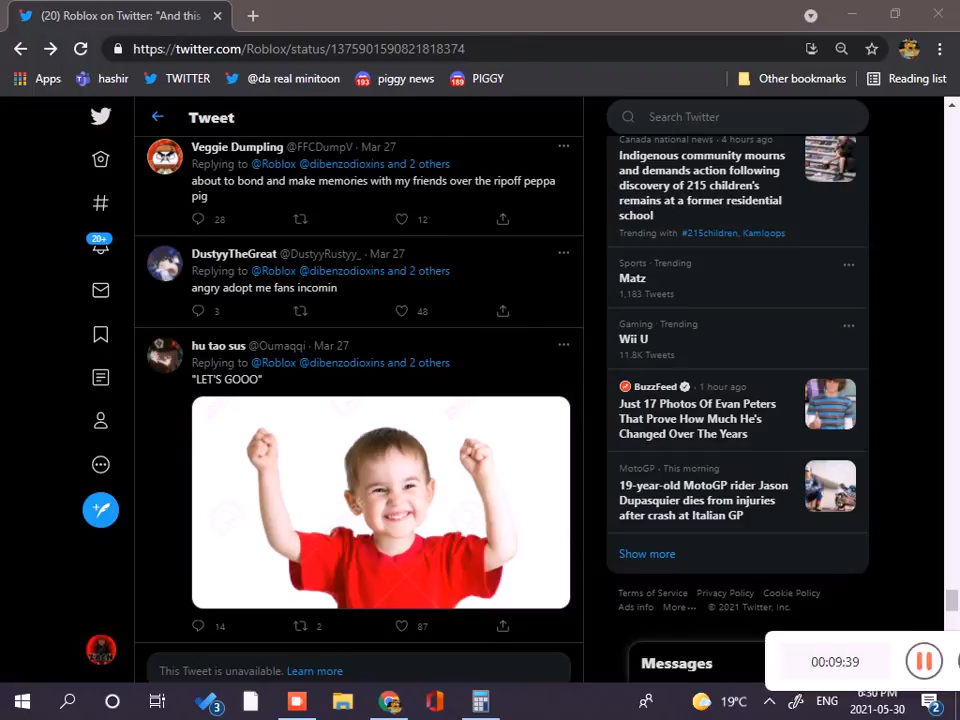 (20) Roblox on Twitter: "And this
https://twitter.com/Roblox/status/1375901590821818374
Apps
hashir
TWITTER
@da real minitoon
193
piggy news
189
PIGGY
Other bookmarks
Reading list
Tweet
Veggie Dumpling @FFCDumpV · Mar 27
Replying to @Roblox @dibenzodioxins and 2 others
about to bond and make memories with my friends over the ripoff peppa
pig
28
12
DustyyTheGreat @DustyyRustyy_ · Mar 27
Replying to @Roblox @dibenzodioxins and 2 others
angry adopt me fans incomin
3
48
hu tao sus @Oumaqqi · Mar 27
Replying to @Roblox @dibenzodioxins and 2 others
"LET'S GOOO"
14
2
87
This Tweet is unavailable. Learn more
20+
Search Twitter
Canada national news · 4 hours ago
Indigenous community mourns
and demands action following
discovery of 215 children's
remains at a former residential
school
Trending with #215children, Kamloops
Sports · Trending
Matz
1,183 Tweets
Gaming · Trending
Wii U
11.8K Tweets
BuzzFeed · 1 hour ago
Just 17 Photos Of Evan Peters
That Prove How Much He's
Changed Over The Years
MotoGP · This morning
19-year-old MotoGP rider Jason
Dupasquier dies from injuries
after crash at Italian GP
Show more
Terms of Service Privacy Policy Cookie Policy
Ads info More ··· © 2021 Twitter, Inc.
Messages
00:09:39
3
19°C
ENG
6:30 PM
2021-05-30
2